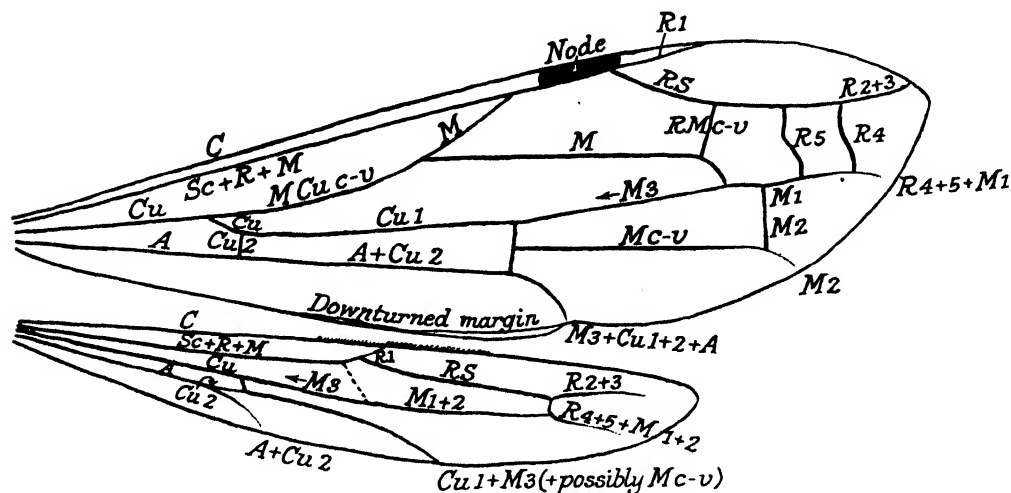 R1
Node
RS
R2+3
C
M
RMc-v
R5
R4
Sc+R+M
M
MCu c-v
←M3
M1
R4+5+M1
Cu
Cu1
Cu
M2
A
Cu2
A+Cu2
Mc-v
M2
Downturned margin
M3+Cu1+2+A
C
Sc+R+M
R1
RS
R2+3
A
Cu
←M3
M1+2
Cu2
R4+5+M1+2
A+Cu2
Cu1+M3(+possibly Mc-v)